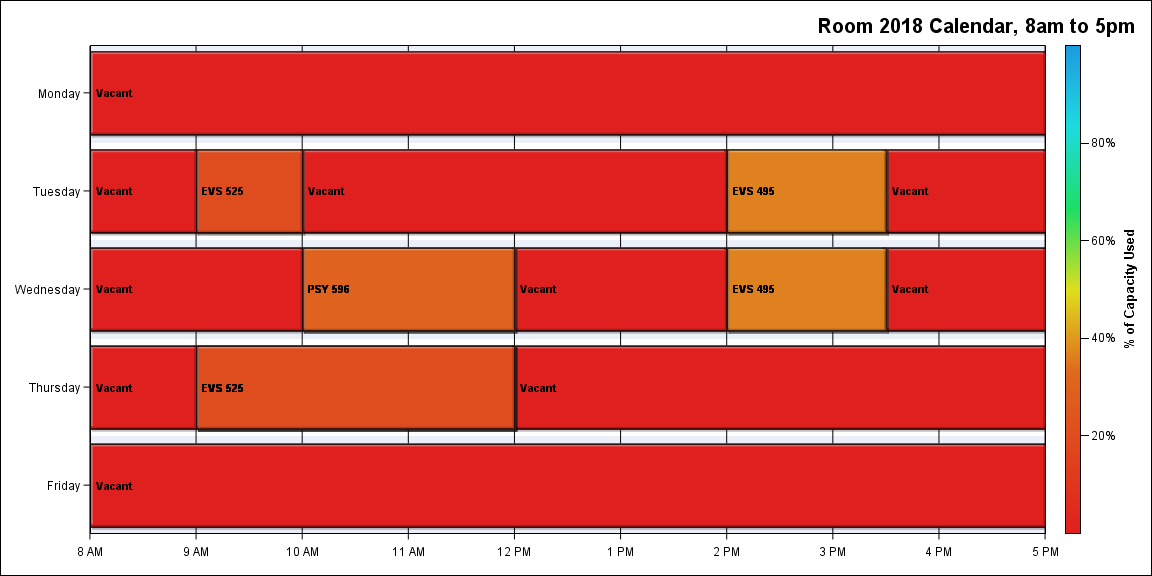 Room 2018 Calendar, 8am to 5pm
Monday
Vacant
Tuesday
Vacant
EVS 525
Vacant
EVS 495
Vacant
Wednesday
Vacant
PSY 596
Vacant
EVS 495
Vacant
Thursday
Vacant
EVS 525
Vacant
Friday
Vacant
8 AM
9 AM
10 AM
11 AM
12 PM
1 PM
2 PM
3 PM
4 PM
5 PM
80%
60%
40%
20%
% of Capacity Used